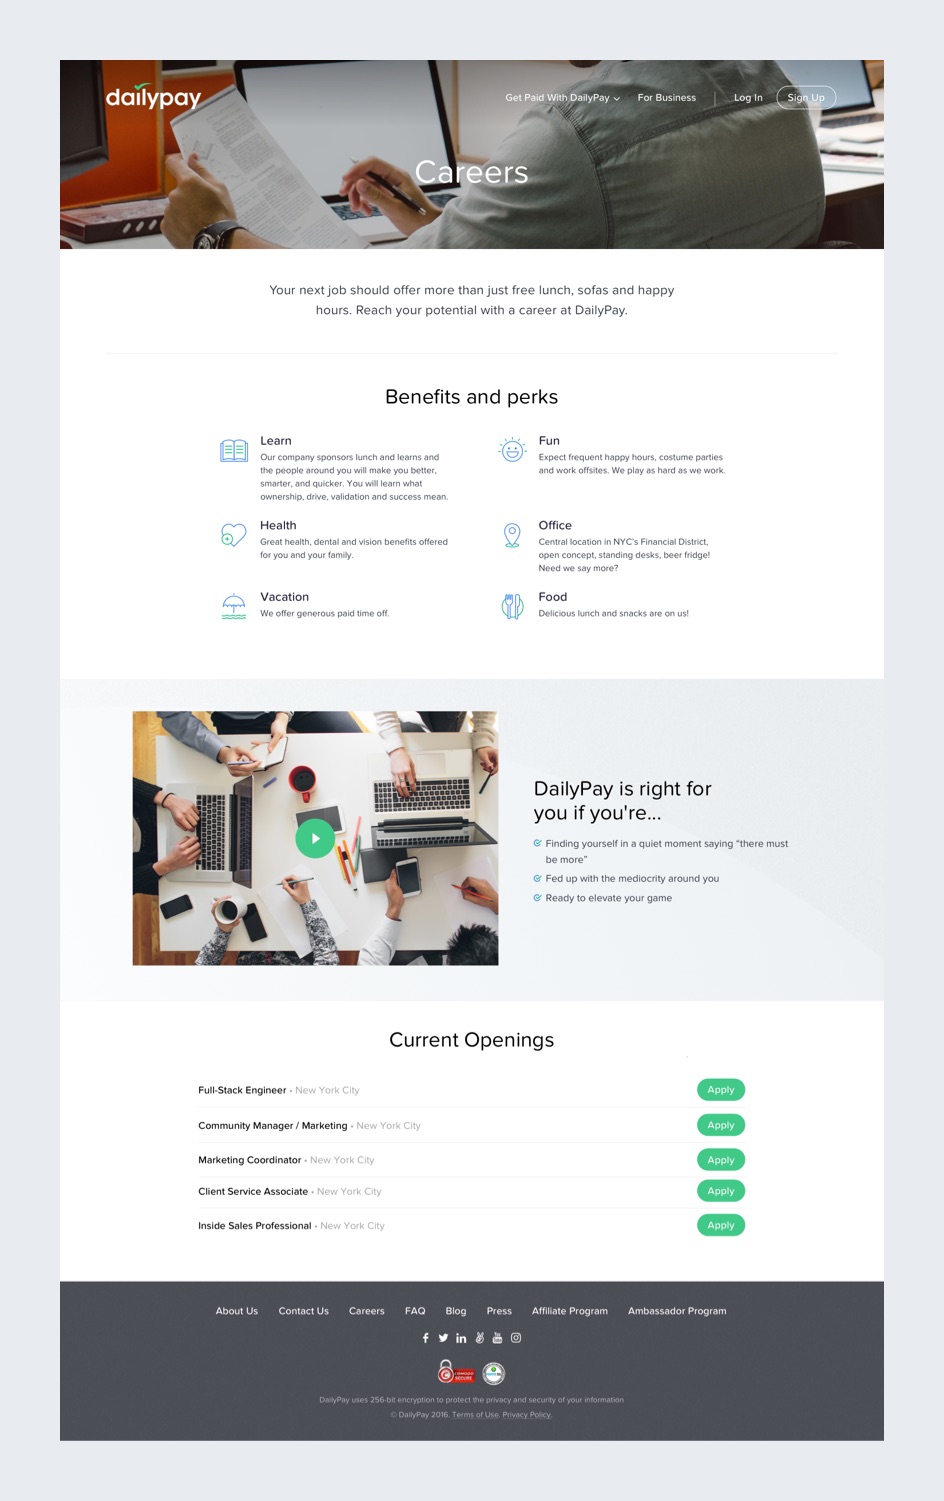 dailypay
Get Paid With DailyPay
For Business
Log In
Sign Up
Careers
Your next job should offer more than just free lunch, sofas and happy
hours. Reach your potential with a career at DailyPay.
Benefits and perks
Learn
Our company sponsors lunch and learns and
the people around you will make you better,
smarter, and quicker. You will learn what
ownership, drive, validation and success mean.
Fun
Expect frequent happy hours, costume parties
and work offsites. We play as hard as we work.
Health
Great health, dental and vision benefits offered
for you and your family.
Office
Central location in NYC's Financial District,
open concept, standing desks, beer fridge!
Need we say more?
Vacation
We offer generous paid time off.
Food
Delicious lunch and snacks are on us!
DailyPay is right for
you if you're...
Finding yourself in a quiet moment saying “there must
be more”
Fed up with the mediocrity around you
Ready to elevate your game
Current Openings
Full-Stack Engineer • New York City
Apply
Community Manager / Marketing • New York City
Apply
Marketing Coordinator • New York City
Apply
Client Service Associate • New York City
Apply
Inside Sales Professional • New York City
Apply
About Us
Contact Us
Careers
FAQ
Blog
Press
Affiliate Program
Ambassador Program
COMODO
SECURE
DailyPay uses 256-bit encryption to protect the privacy and security of your information
© DailyPay 2016. Terms of Use. Privacy Policy.